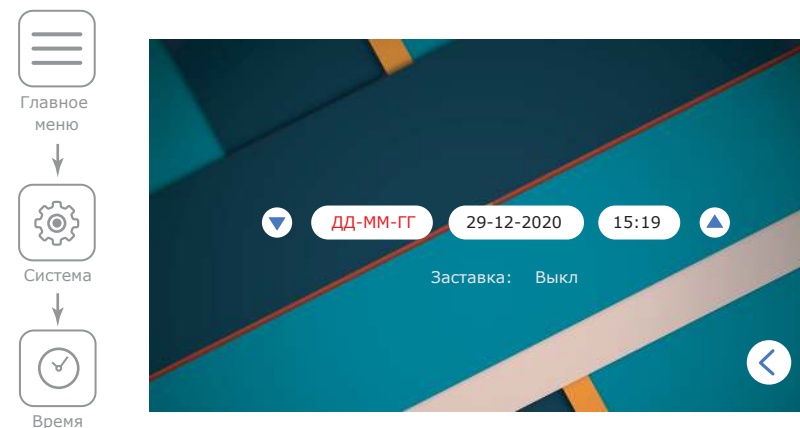 Главное
меню
Система
Время
ДД-ММ-ГГ 29-12-2020 15:19
Заставка: Выкл